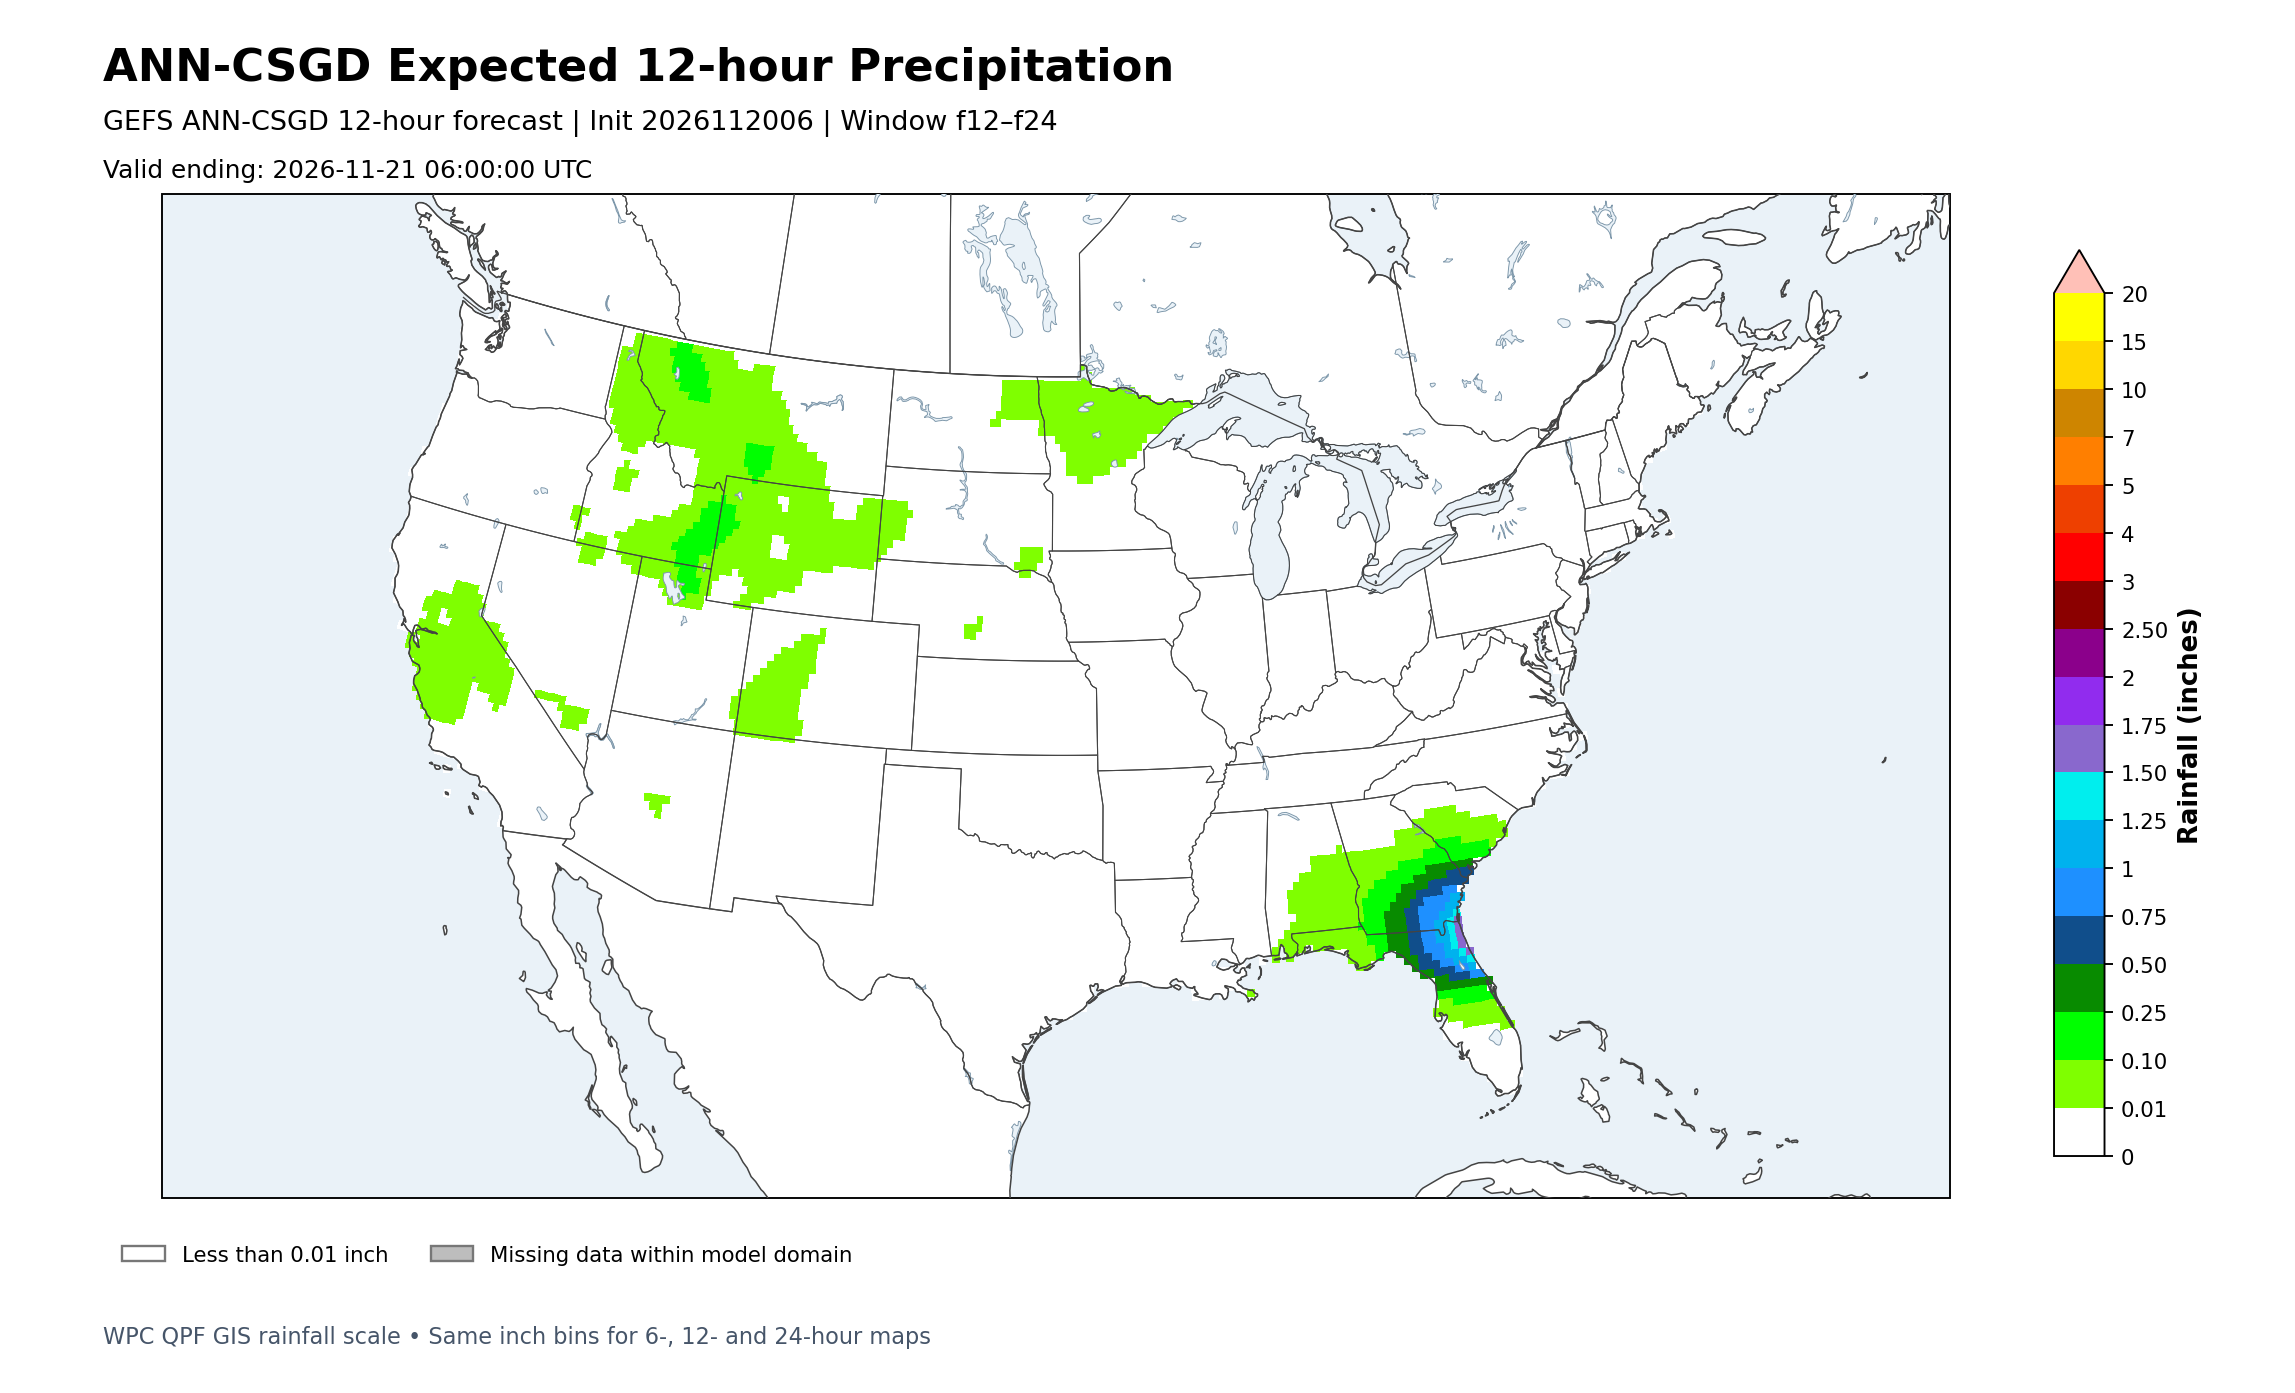 ANN-CSGD Expected 12-hour Precipitation
GEFS ANN-CSGD 12-hour forecast | Init 2026112006 | Window f12–f24
Valid ending: 2026-11-21 06:00:00 UTC
20
15
10
7
5
4
3
2.50
2
1.75
1.50
1.25
1
0.75
0.50
0.25
0.10
0.01
0
Rainfall (inches)
Less than 0.01 inch
Missing data within model domain
WPC QPF GIS rainfall scale • Same inch bins for 6-, 12- and 24-hour maps